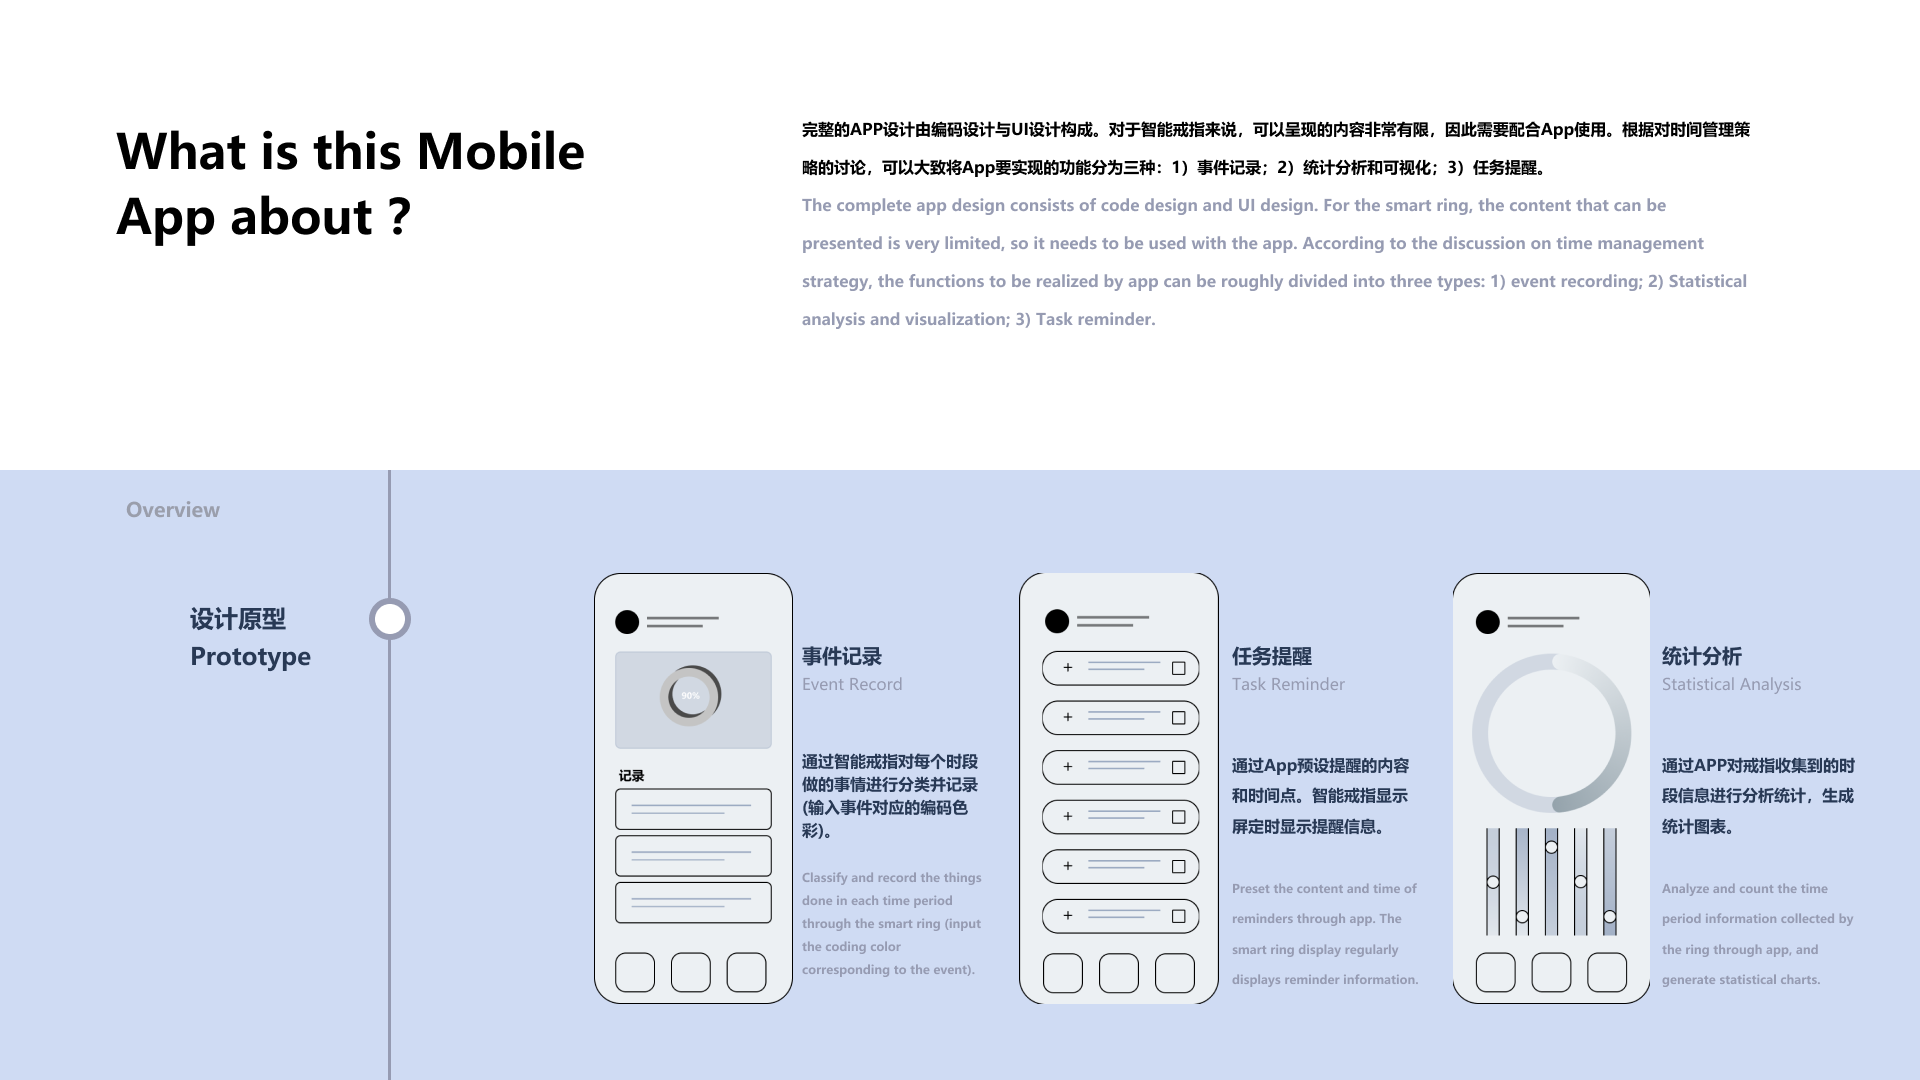 What is this Mobile
App about ?
完整的APP设计由编码设计与UI设计构成。对于智能戒指来说，可以呈现的内容非常有限，因此需要配合App使用。根据对时间管理策
略的讨论，可以大致将App要实现的功能分为三种：1）事件记录；2）统计分析和可视化；3）任务提醒。
The complete app design consists of code design and UI design. For the smart ring, the content that can be
presented is very limited, so it needs to be used with the app. According to the discussion on time management
strategy, the functions to be realized by app can be roughly divided into three types: 1) event recording; 2) Statistical
analysis and visualization; 3) Task reminder.
Overview
设计原型
Prototype
90%
记录
事件记录
Event Record
通过智能戒指对每个时段
做的事情进行分类并记录
(输入事件对应的编码色
彩)。
Classify and record the things
done in each time period
through the smart ring (input
the coding color
corresponding to the event).
+
+
+
+
+
+
任务提醒
Task Reminder
通过App预设提醒的内容
和时间点。智能戒指显示
屏定时显示提醒信息。
Preset the content and time of
reminders through app. The
smart ring display regularly
displays reminder information.
统计分析
Statistical Analysis
通过APP对戒指收集到的时
段信息进行分析统计，生成
统计图表。
Analyze and count the time
period information collected by
the ring through app, and
generate statistical charts.